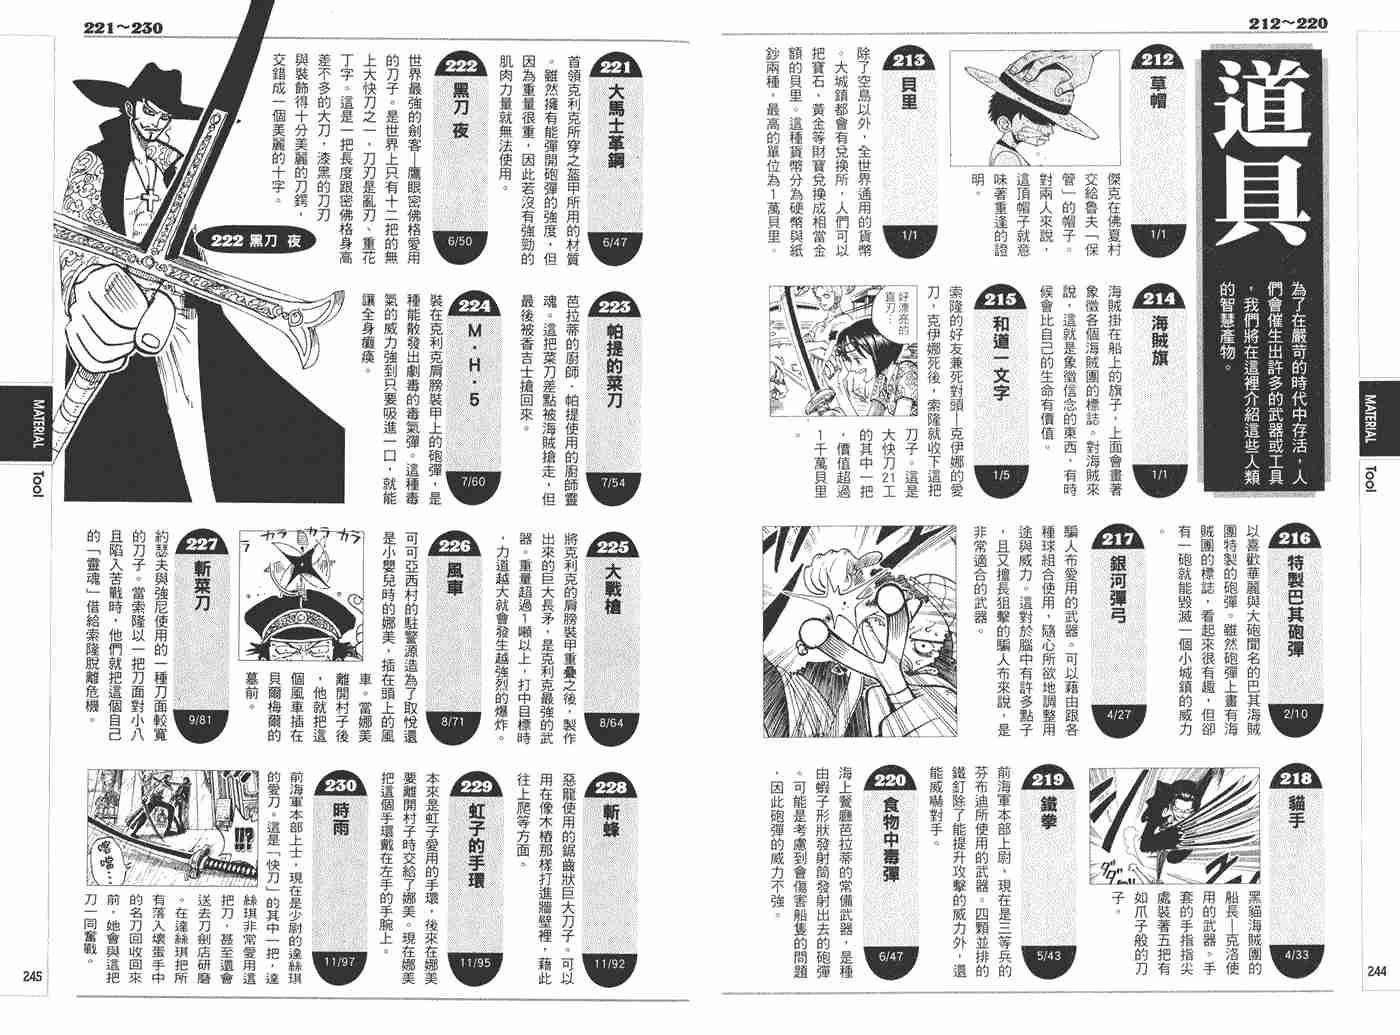 212～220
道具
為了在嚴苛的時代中存活，人
們會催生出許多的武器或工具
，我們將在這裡介紹這些人類
的智慧產物。
212 草帽
1/1
傑克在佛夏村
交給魯夫「保
管」的帽子。
對兩人來說，
這頂帽子就意
味著重逢的證
明。
213 貝里
1/1
除了空島以外，全世界通用的貨幣
。大城鎮都會有兌換所，人們可以
把寶石、黃金等財寶兌換成相當金
額的貝里。這種貨幣分為硬幣與紙
鈔兩種，最高的單位為1萬貝里。
214 海賊旗
1/1
海賊掛在船上的旗子，上面會畫著
象徵各個海賊團的標誌。對海賊來
說，這就是象徵信念的東西，有時
候會比自己的生命有價值。
215 和道一文字
1/5
索隆的好友兼死對頭—克伊娜的愛
刀，克伊娜死後，索隆就收下這把
刀子。這是
大快刀21工
的其中一把
，價值超過
1千萬貝里
。
好漂亮的
直刃…
216 特製巴其砲彈
2/10
以喜歡華麗與大砲聞名的巴其海賊
團特製的砲彈。雖然砲彈上畫有海
賊團的標誌，看起來很有趣，但卻
有一砲就能毀滅一個小城鎮的威力
。
217 銀河彈弓
4/27
騙人布愛用的武器。可以藉由跟各
種球組合使用，隨心所欲地調整用
途與威力。這對於腦中有許多點子
，且又擅長狙擊的騙人布來說，是
非常適合的武器。
218 貓手
4/33
黑貓海賊團的
船長—克洛使
用的武器。手
套的手指指尖
處裝著五把有
如爪子般的刀
子。
219 鐵拳
5/43
前海軍本部上尉，現在是三等兵的
芬布迪所使用的武器。四顆並排的
鐵釘除了能提升攻擊的威力外，還
能威嚇對手。
220 食物中毒彈
6/47
海上餐廳芭拉蒂的常備武器，是種
由蝦子形狀發射筒發射出去的砲彈
。可能是考慮到會傷害船隻的問題
，因此砲彈的威力不強。
MATERIAL
Tool
244
221～230
221 大馬士革鋼
6/47
首領克利克所穿之盔甲所用的材質
。雖然擁有能彈開砲彈的強度，但
因為重量很重，因此若沒有強勁的
肌肉力量就無法使用。
222 黑刀 夜
6/50
世界最強的劍客—鷹眼密佛格愛用
的刀子。是世界上只有十二把的無
上大快刀之一，刀刃是亂刃、重花
丁字。這是一把長度跟密佛格身高
差不多的大刀，漆黑的刀刃
與裝飾得十分美麗的刀鍔，
交錯成一個美麗的十字。
222 黑刀 夜
223 帕提的菜刀
7/54
芭拉蒂的廚師．帕提使用的廚師靈
魂。這把菜刀差點被海賊搶走，但
最後被香吉士搶回來。
224 M・H・5
7/60
裝在克利克肩膀裝甲上的砲彈，是
種能散發出劇毒的毒氣彈。這種毒
氣的威力強到只要吸進一口，就能
讓全身癱瘓。
225 大戰槍
8/64
將克利克的肩膀裝甲重疊之後，製作
出來的巨大長矛，是克利克最強的武
器。重量超過1噸以上，打中目標時
，力道越大就會發生越強烈的爆炸。
226 風車
8/71
可可亞西村的駐警源造為了取悅還
是小嬰兒時的娜美，插在頭上的風
車。當娜美
離開村子後
，他就把這
個風車插在
貝爾梅爾的
墓前。
カラカラカラ
227 斬菜刀
9/81
約瑟夫與強尼使用的一種刀面較寬
的刀子。當索隆以一把刀面對小八
且陷入苦戰時，他們就把這個自己
的「靈魂」借給索隆脫離危機。
228 斬蜂
11/92
惡龍使用的鋸齒狀巨大刀子。可以
用在像木樁那樣打進牆壁裡，藉此
往上爬等方面。
229 虹子的手環
11/95
本來是虹子愛用的手環，後來在娜美
要離開村子時交給了娜美。現在娜美
把這個手環戴在左手的手腕上。
230 時雨
11/97
前海軍本部上士，現在是少尉的達絲琪
的愛刀。這是「快刀」的其中一把，達
絲琪非常愛用這
把刀，甚至還會
送去刀劍店研磨
。在達絲琪把所
有落入壞蛋手中
的名刀回收回來
前，她會與這把
刀一同奮戰。
MATERIAL
Tool
245